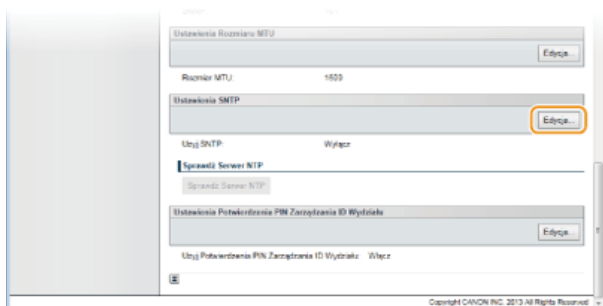 Ustawienia Rozmiaru MTU
Edycja...
Rozmiar MTU: 1500
Ustawienia SNTP
Edycja...
Użyj SNTP: Wyłącz
Sprawdź Serwer NTP
Sprawdź Serwer NTP
Ustawienia Potwierdzenia PIN Zarządzania ID Wydziału
Edycja...
Użyj Potwierdzenia PIN Zarządzania ID Wydziału: Włącz
Copyright CANON INC. 2013 All Rights Reserved